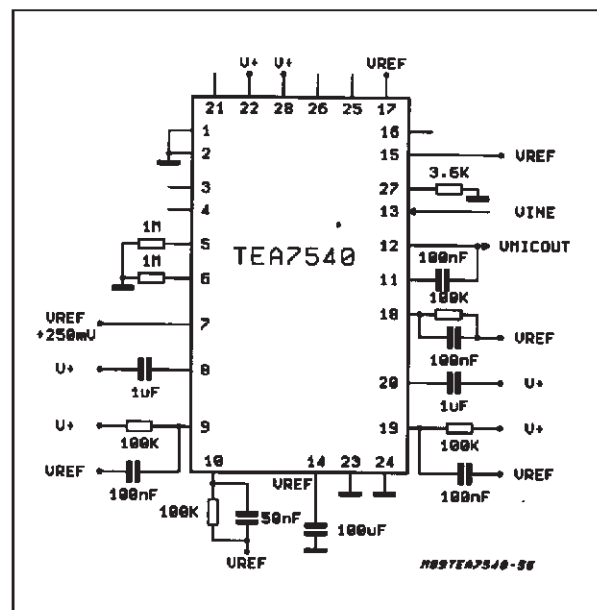 V+ V+ VREF
21 22 28 26 25 17
1 16
2 15 VREF
3 27 3.6K
4 13 VINE
1M 5 TEA7540 12 VMICOUT
1M 6 11 100nF
VREF +250mV 7 18 100K
100nF VREF
V+ 1uF 8 20 1uF V+
V+ 100K 9 19 100K V+
VREF 100nF 10 14 23 24 100nF VREF
100K 50nF VREF 100uF
VREF
M89TEA7540-56